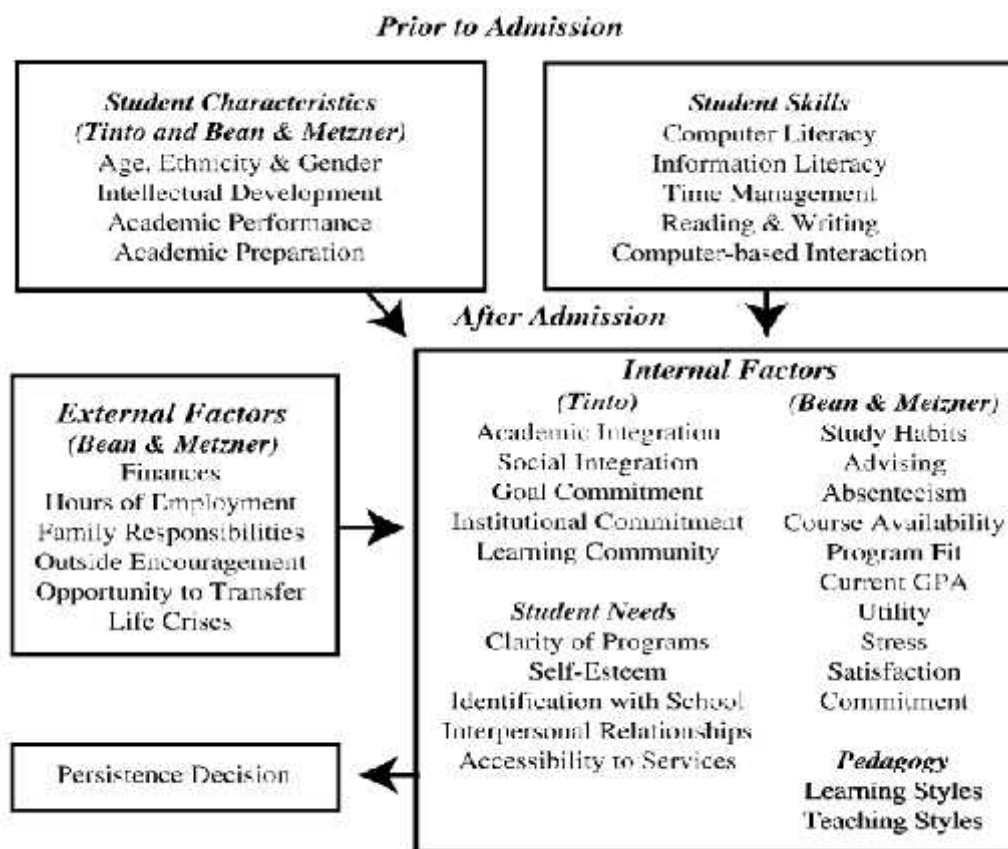 Prior to Admission
Student Characteristics
(Tinto and Bean & Metzner)
Age, Ethnicity & Gender
Intellectual Development
Academic Performance
Academic Preparation
Student Skills
Computer Literacy
Information Literacy
Time Management
Reading & Writing
Computer-based Interaction
After Admission
External Factors
(Bean & Metzner)
Finances
Hours of Employment
Family Responsibilities
Outside Encouragement
Opportunity to Transfer
Life Crises
Internal Factors
(Tinto)
Academic Integration
Social Integration
Goal Commitment
Institutional Commitment
Learning Community
Student Needs
Clarity of Programs
Self-Esteem
Identification with School
Interpersonal Relationships
Accessibility to Services
(Bean & Metzner)
Study Habits
Advising
Absenteeism
Course Availability
Program Fit
Current GPA
Utility
Stress
Satisfaction
Commitment
Pedagogy
Learning Styles
Teaching Styles
Persistence Decision